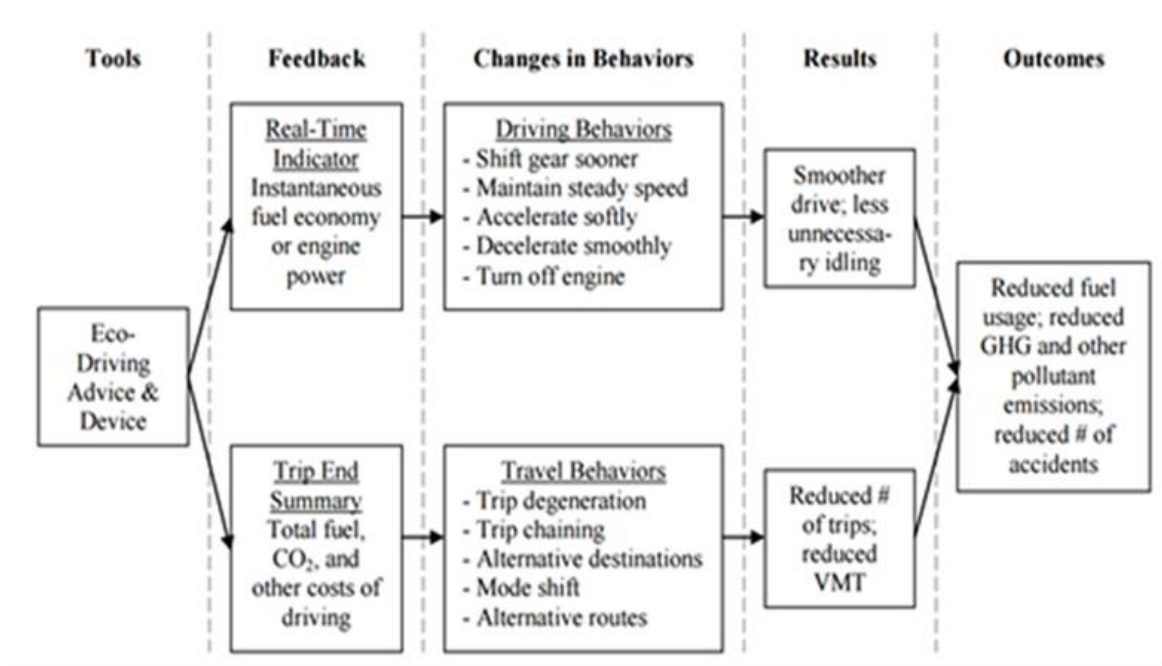 Tools
Feedback
Changes in Behaviors
Results
Outcomes
Eco-
Driving
Advice &
Device
Real-Time
Indicator
Instantaneous
fuel economy
or engine
power
Driving Behaviors
- Shift gear sooner
- Maintain steady speed
- Accelerate softly
- Decelerate smoothly
- Turn off engine
Smoother
drive; less
unnecessa-
ry idling
Trip End
Summary
Total fuel,
CO₂, and
other costs of
driving
Travel Behaviors
- Trip degeneration
- Trip chaining
- Alternative destinations
- Mode shift
- Alternative routes
Reduced #
of trips;
reduced
VMT
Reduced fuel
usage; reduced
GHG and other
pollutant
emissions;
reduced # of
accidents